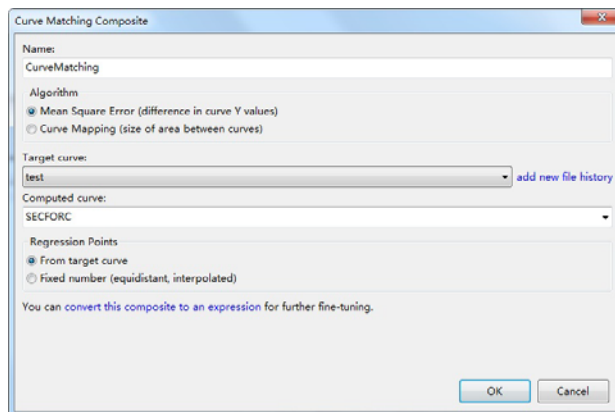 Curve Matching Composite
Name:
CurveMatching
Algorithm
Mean Square Error (difference in curve Y values)
Curve Mapping (size of area between curves)
Target curve:
test add new file history
Computed curve:
SECFORC
Regression Points
From target curve
Fixed number (equidistant, interpolated)
You can convert this composite to an expression for further fine-tuning.
OK Cancel